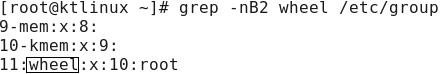 [root@ktlinux ~]# grep -nB2 wheel /etc/group
9-mem:x:8:
10-kmem:x:9:
11:wheel:x:10:root